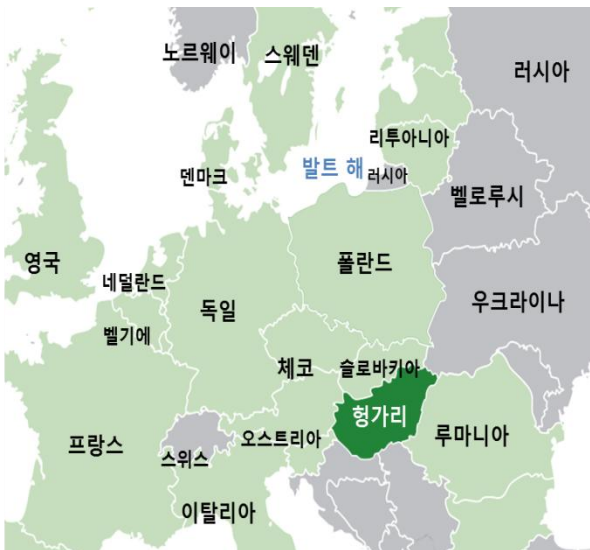 노르웨이
스웨덴
러시아
리투아니아
발트 해
러시아
덴마크
벨로루시
영국
네덜란드
폴란드
독일
우크라이나
벨기에
체코
슬로바키아
헝가리
프랑스
오스트리아
루마니아
스위스
이탈리아